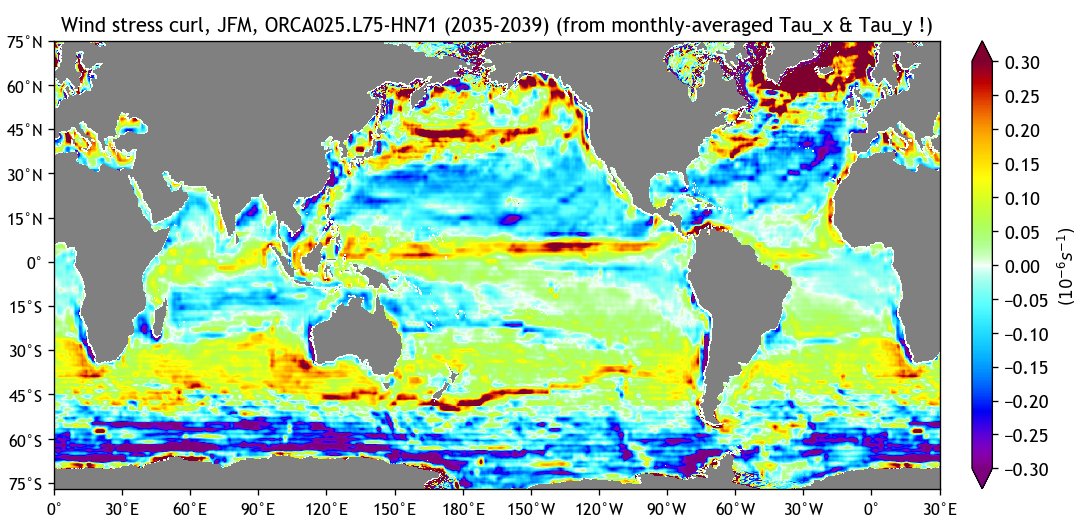 Wind stress curl, JFM, ORCA025.L75-HN71 (2035-2039) (from monthly-averaged Tau_x & Tau_y !)
75°N
60°N
45°N
30°N
15°N
0°
15°S
30°S
45°S
60°S
75°S
0°
30°E
60°E
90°E
120°E
150°E
180°E
150°W
120°W
90°W
60°W
30°W
0°
30°E
0.30
0.25
0.20
0.15
0.10
0.05
0.00
−0.05
−0.10
−0.15
−0.20
−0.25
−0.30
(10⁻⁶s⁻¹)